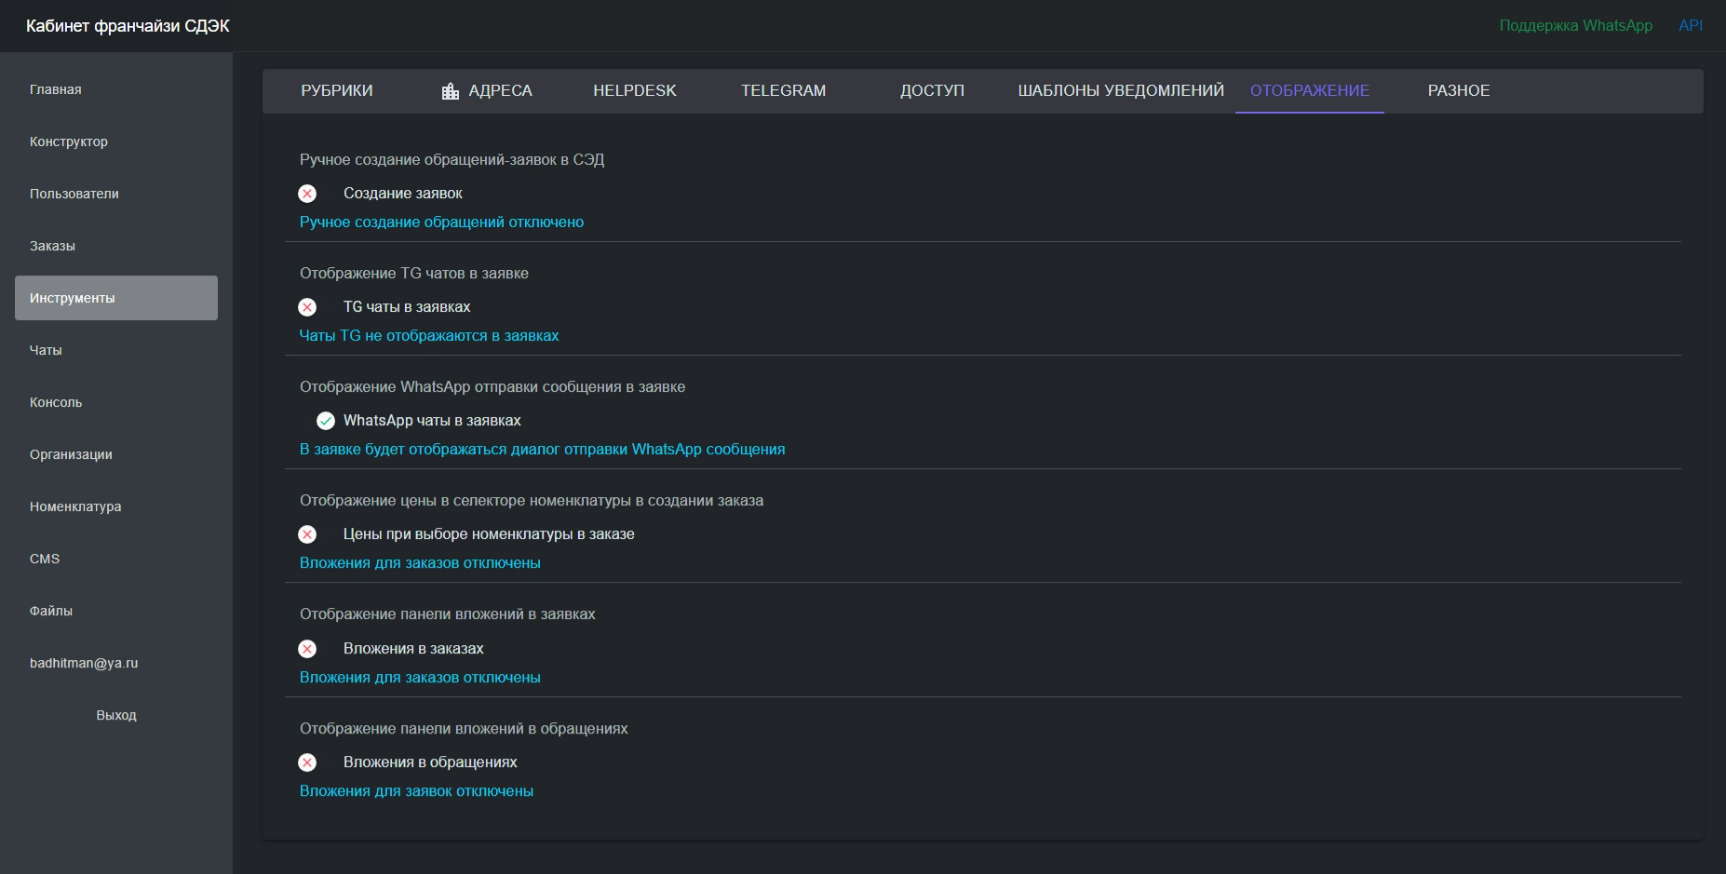 Кабинет франчайзи СДЭК
Поддержка WhatsApp
API
Главная
Конструктор
Пользователи
Заказы
Инструменты
Чаты
Консоль
Организации
Номенклатура
CMS
Файлы
badhitman@ya.ru
Выход
РУБРИКИ
АДРЕСА
HELPDESK
TELEGRAM
ДОСТУП
ШАБЛОНЫ УВЕДОМЛЕНИЙ
ОТОБРАЖЕНИЕ
РАЗНОЕ
Ручное создание обращений-заявок в СЭД
Создание заявок
Ручное создание обращений отключено
Отображение TG чатов в заявке
TG чаты в заявках
Чаты TG не отображаются в заявках
Отображение WhatsApp отправки сообщения в заявке
WhatsApp чаты в заявках
В заявке будет отображаться диалог отправки WhatsApp сообщения
Отображение цены в селекторе номенклатуры в создании заказа
Цены при выборе номенклатуры в заказе
Вложения для заказов отключены
Отображение панели вложений в заявках
Вложения в заказах
Вложения для заказов отключены
Отображение панели вложений в обращениях
Вложения в обращениях
Вложения для заявок отключены